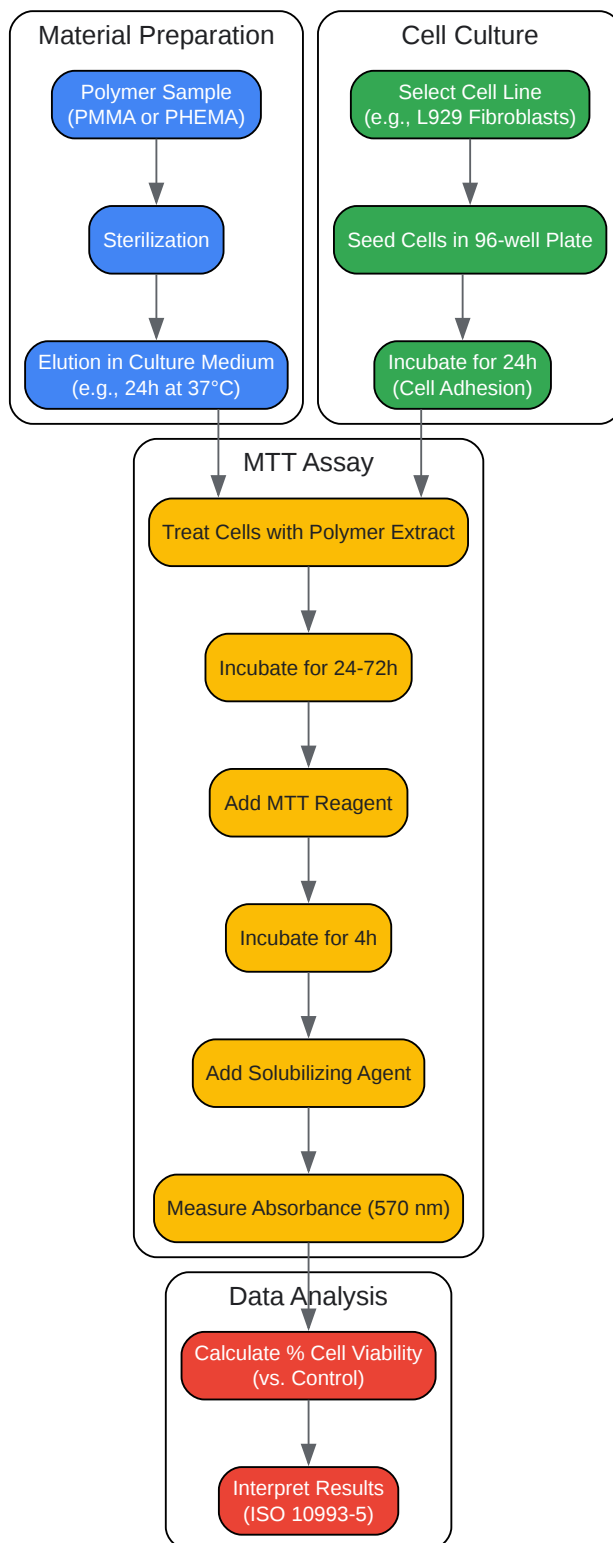 Material Preparation
Polymer Sample
(PMMA or PHEMA)
Sterilization
Elution in Culture Medium
(e.g., 24h at 37°C)
Cell Culture
Select Cell Line
(e.g., L929 Fibroblasts)
Seed Cells in 96-well Plate
Incubate for 24h
(Cell Adhesion)
MTT Assay
Treat Cells with Polymer Extract
Incubate for 24-72h
Add MTT Reagent
Incubate for 4h
Add Solubilizing Agent
Measure Absorbance (570 nm)
Data Analysis
Calculate % Cell Viability
(vs. Control)
Interpret Results
(ISO 10993-5)